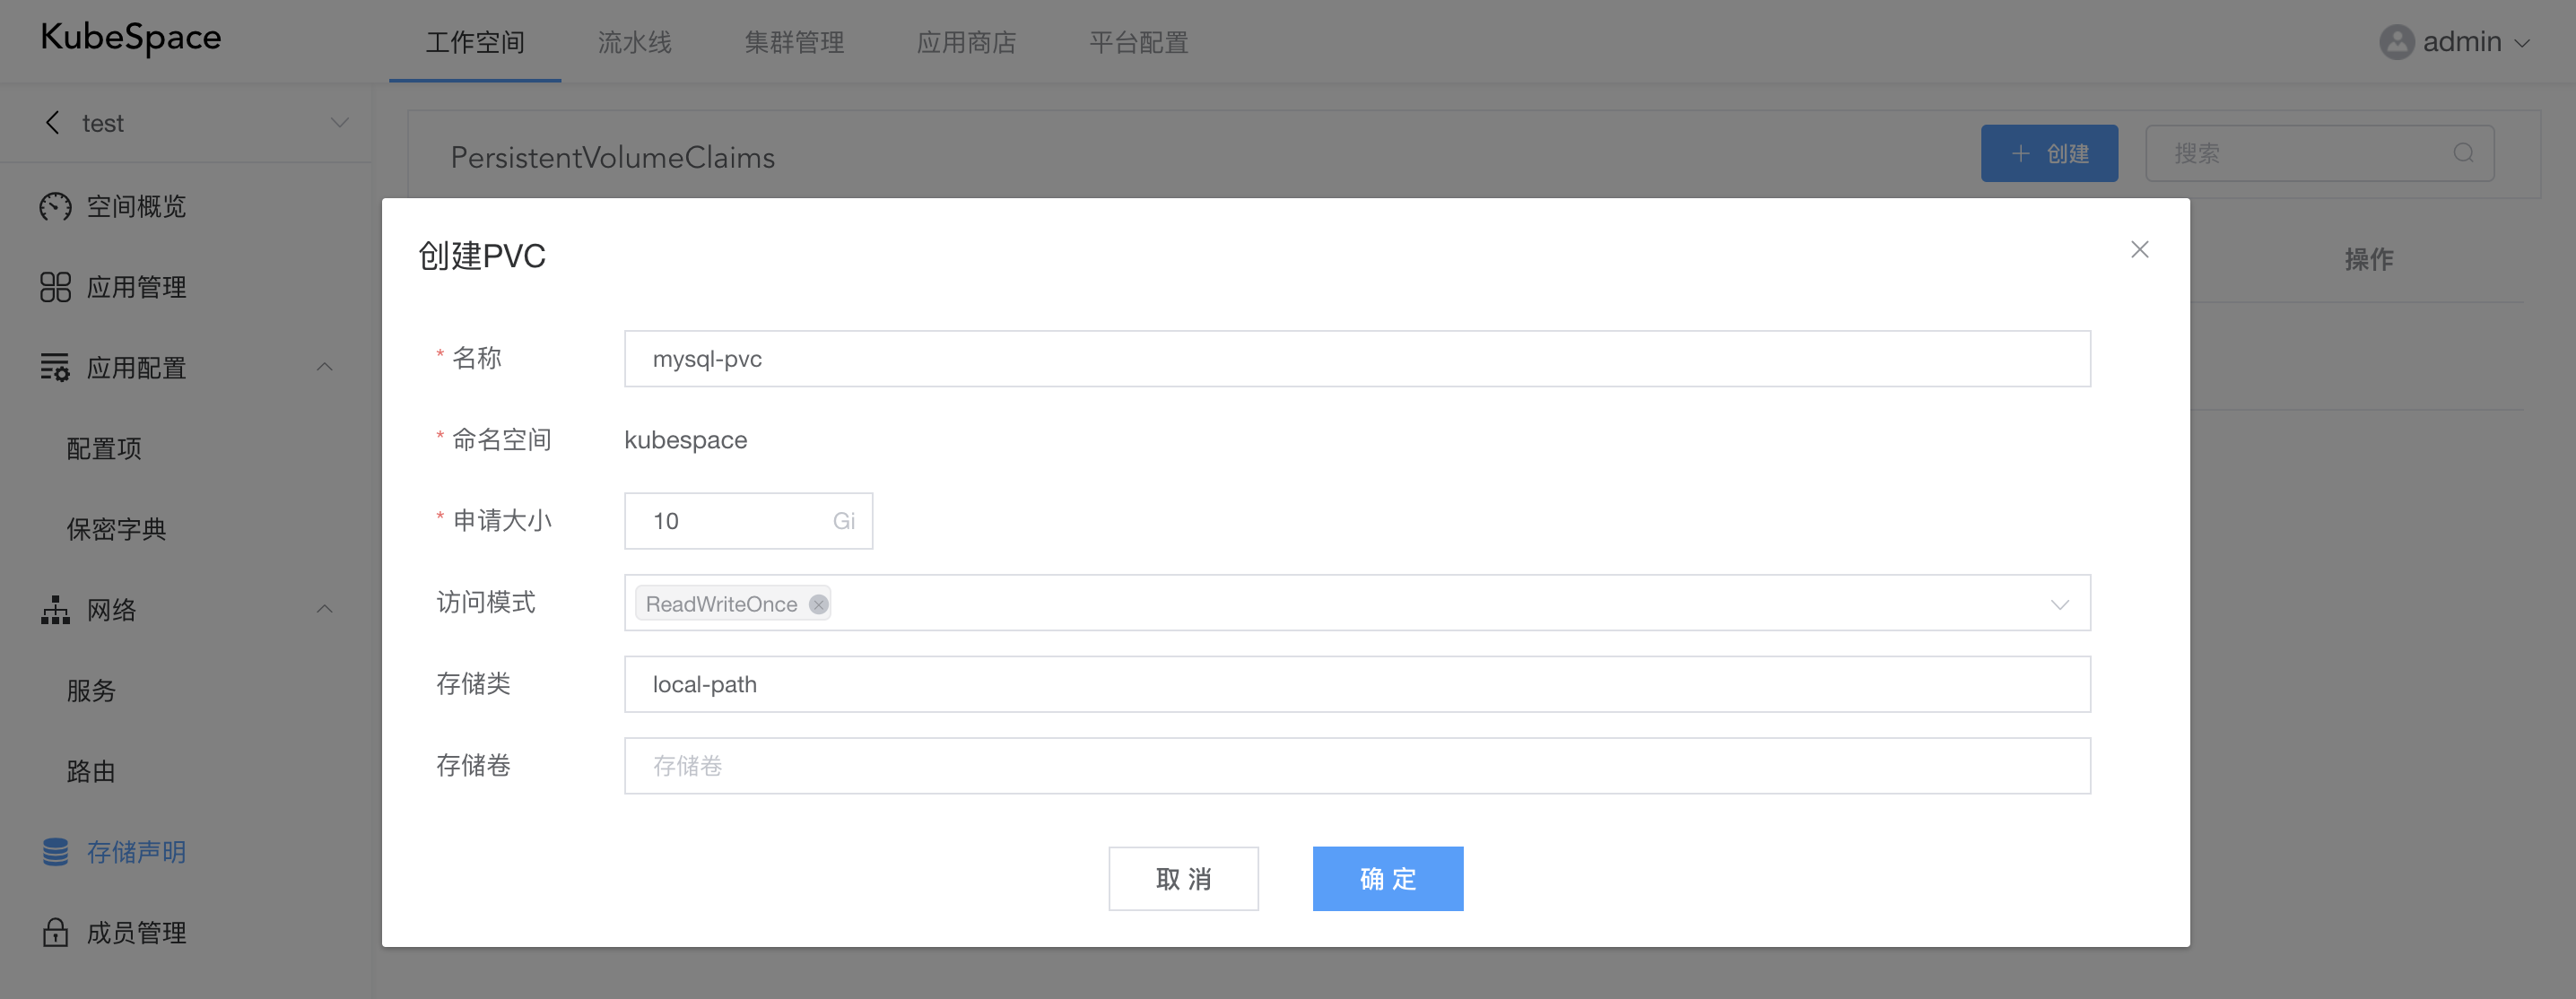 KubeSpace
工作空间
流水线
集群管理
应用商店
平台配置
admin
test
空间概览
应用管理
应用配置
配置项
保密字典
网络
服务
路由
存储声明
成员管理
PersistentVolumeClaims
+ 创建
搜索
操作
创建PVC
* 名称
mysql-pvc
* 命名空间
kubespace
* 申请大小
10 Gi
访问模式
ReadWriteOnce
存储类
local-path
存储卷
存储卷
取 消
确 定